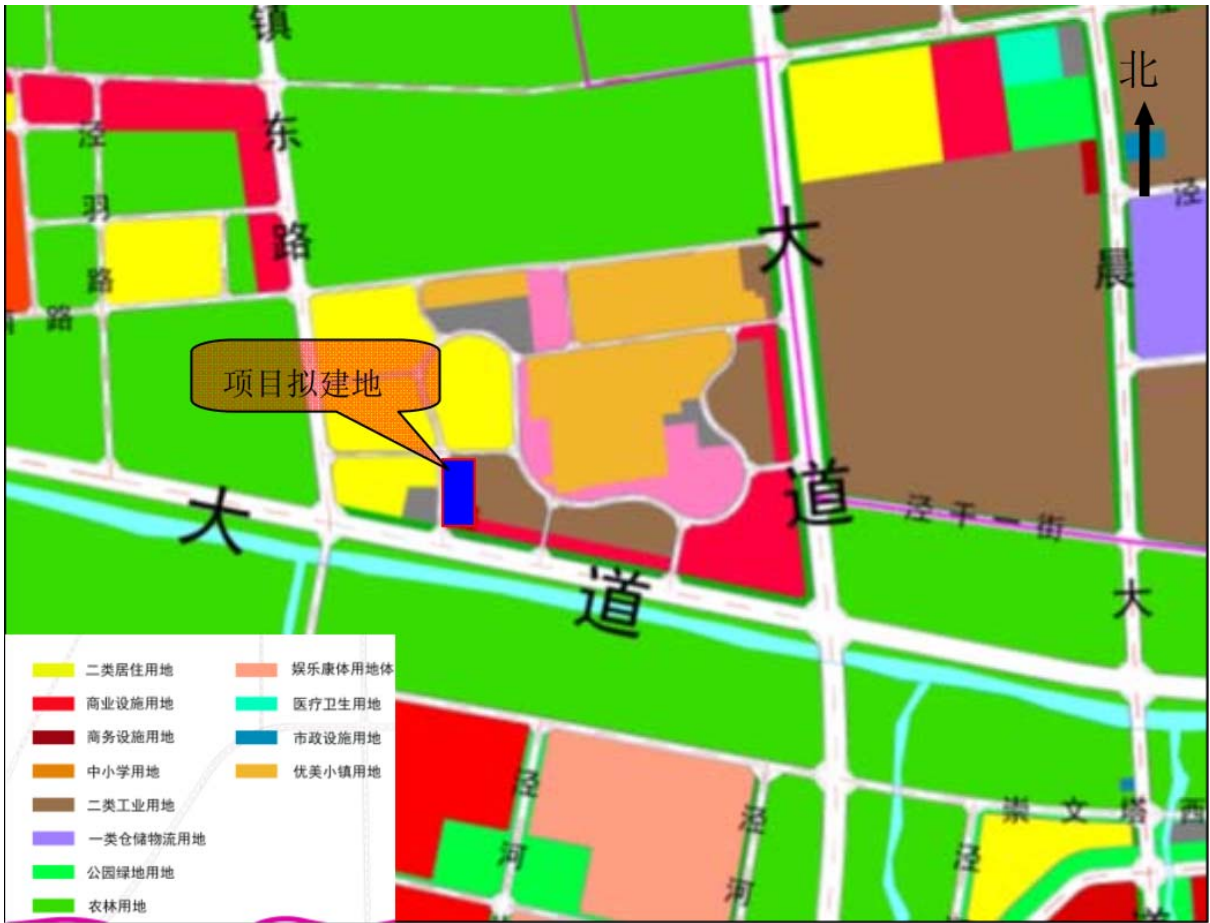 镇
东
路
北
泾
羽
路
路
大
道
泾
晨
大
泾干一街
项目拟建地
大
道
二类居住用地
商业设施用地
商务设施用地
中小学用地
二类工业用地
一类仓储物流用地
公园绿地用地
农林用地
娱乐康体用地体
医疗卫生用地
市政设施用地
优美小镇用地
泾
河
泾
河
泾
崇文塔西